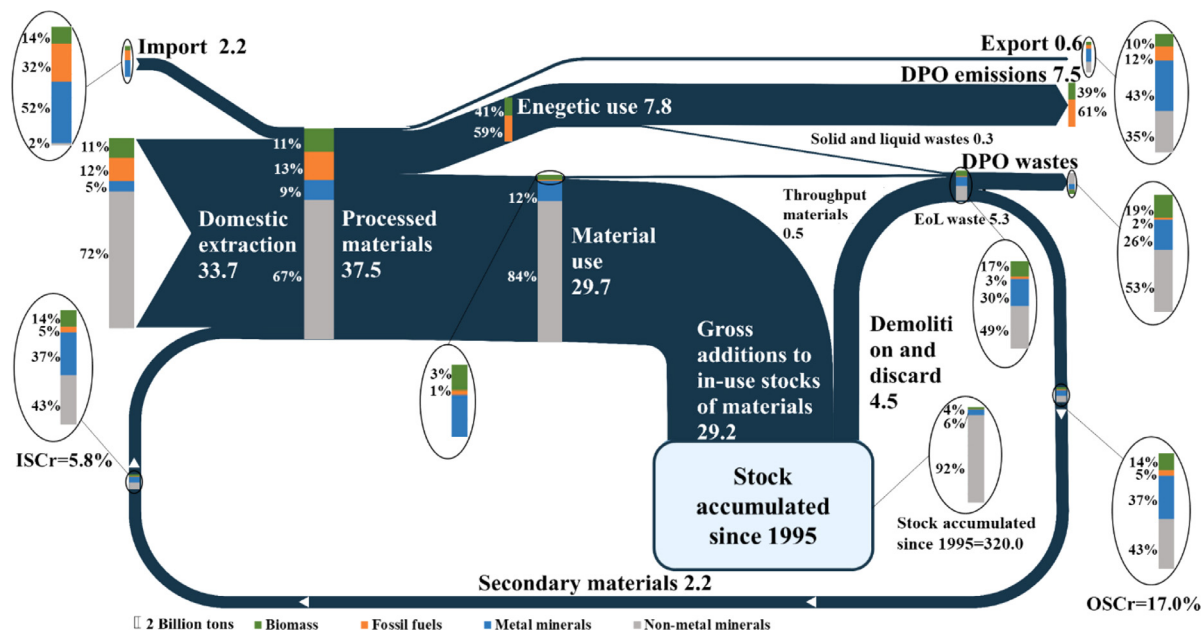 14%
32%
52%
2%
Import 2.2
Export 0.6
DPO emissions 7.5
10%
12%
43%
35%
11%
12%
5%
72%
Domestic
extraction
33.7
11%
13%
9%
67%
Processed
materials
37.5
41%
59%
Enegetic use 7.8
39%
61%
Solid and liquid wastes 0.3
DPO wastes
12%
84%
Material
use
29.7
Throughput
materials
0.5
EoL waste 5.3
19%
2%
26%
53%
17%
3%
30%
49%
14%
5%
37%
43%
ISCr=5.8%
3%
1%
Gross
additions to
in-use stocks
of materials
29.2
Demoliti
on and
discard
4.5
4%
6%
92%
Stock accumulated
since 1995=320.0
Stock
accumulated
since 1995
14%
5%
37%
43%
OSCr=17.0%
Secondary materials 2.2
2 Billion tons
Biomass
Fossil fuels
Metal minerals
Non-metal minerals